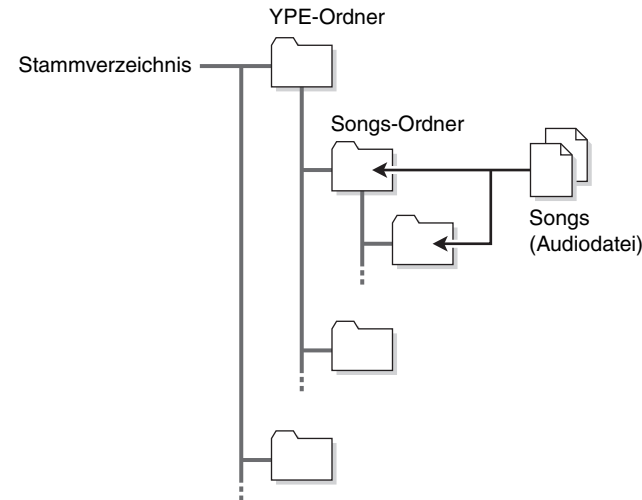 YPE-Ordner
Stammverzeichnis
Songs-Ordner
Songs
(Audiodatei)